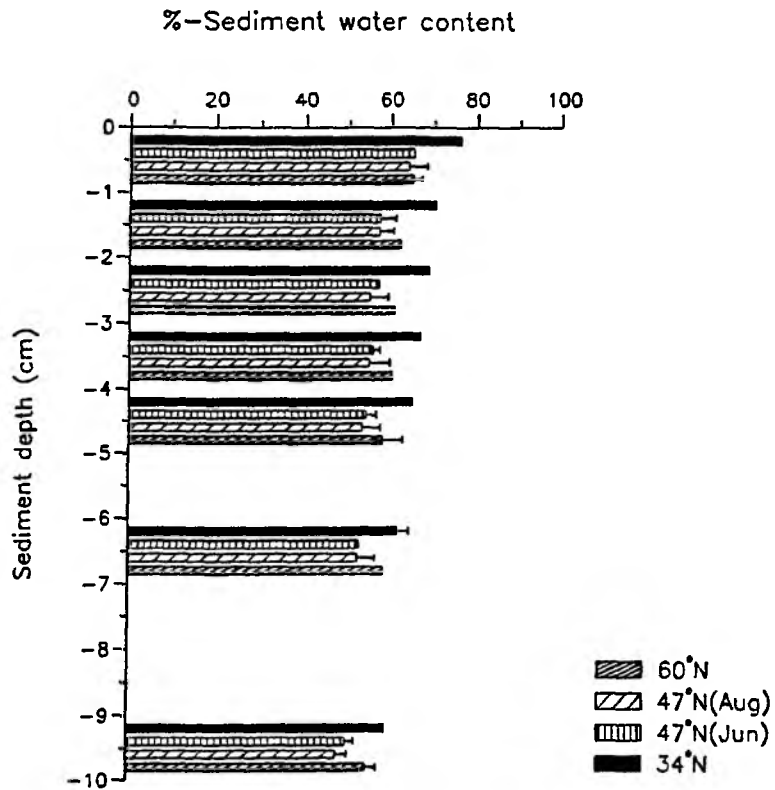 %-Sediment water content
0 20 40 60 80 100
0
-1
-2
-3
-4
-5
-6
-7
-8
-9
-10
Sediment depth (cm)
60°N
47°N(Aug)
47°N(Jun)
34°N